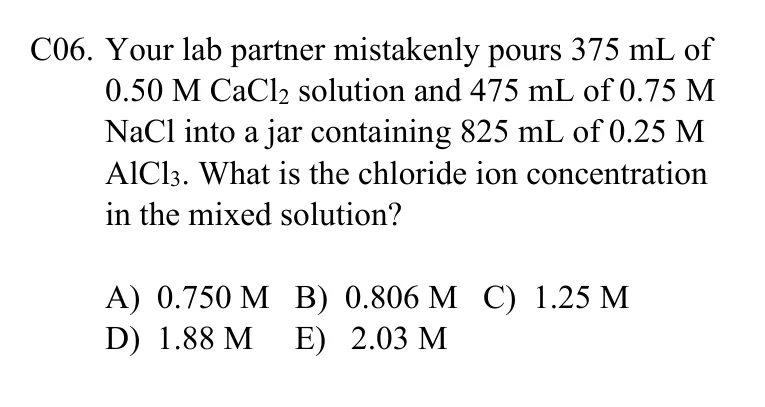 C06. Your lab partner mistakenly pours 375 mL of
0.50 M CaCl₂ solution and 475 mL of 0.75 M
NaCl into a jar containing 825 mL of 0.25 M
AlCl₃. What is the chloride ion concentration
in the mixed solution?
A) 0.750 M B) 0.806 M C) 1.25 M
D) 1.88 M E) 2.03 M